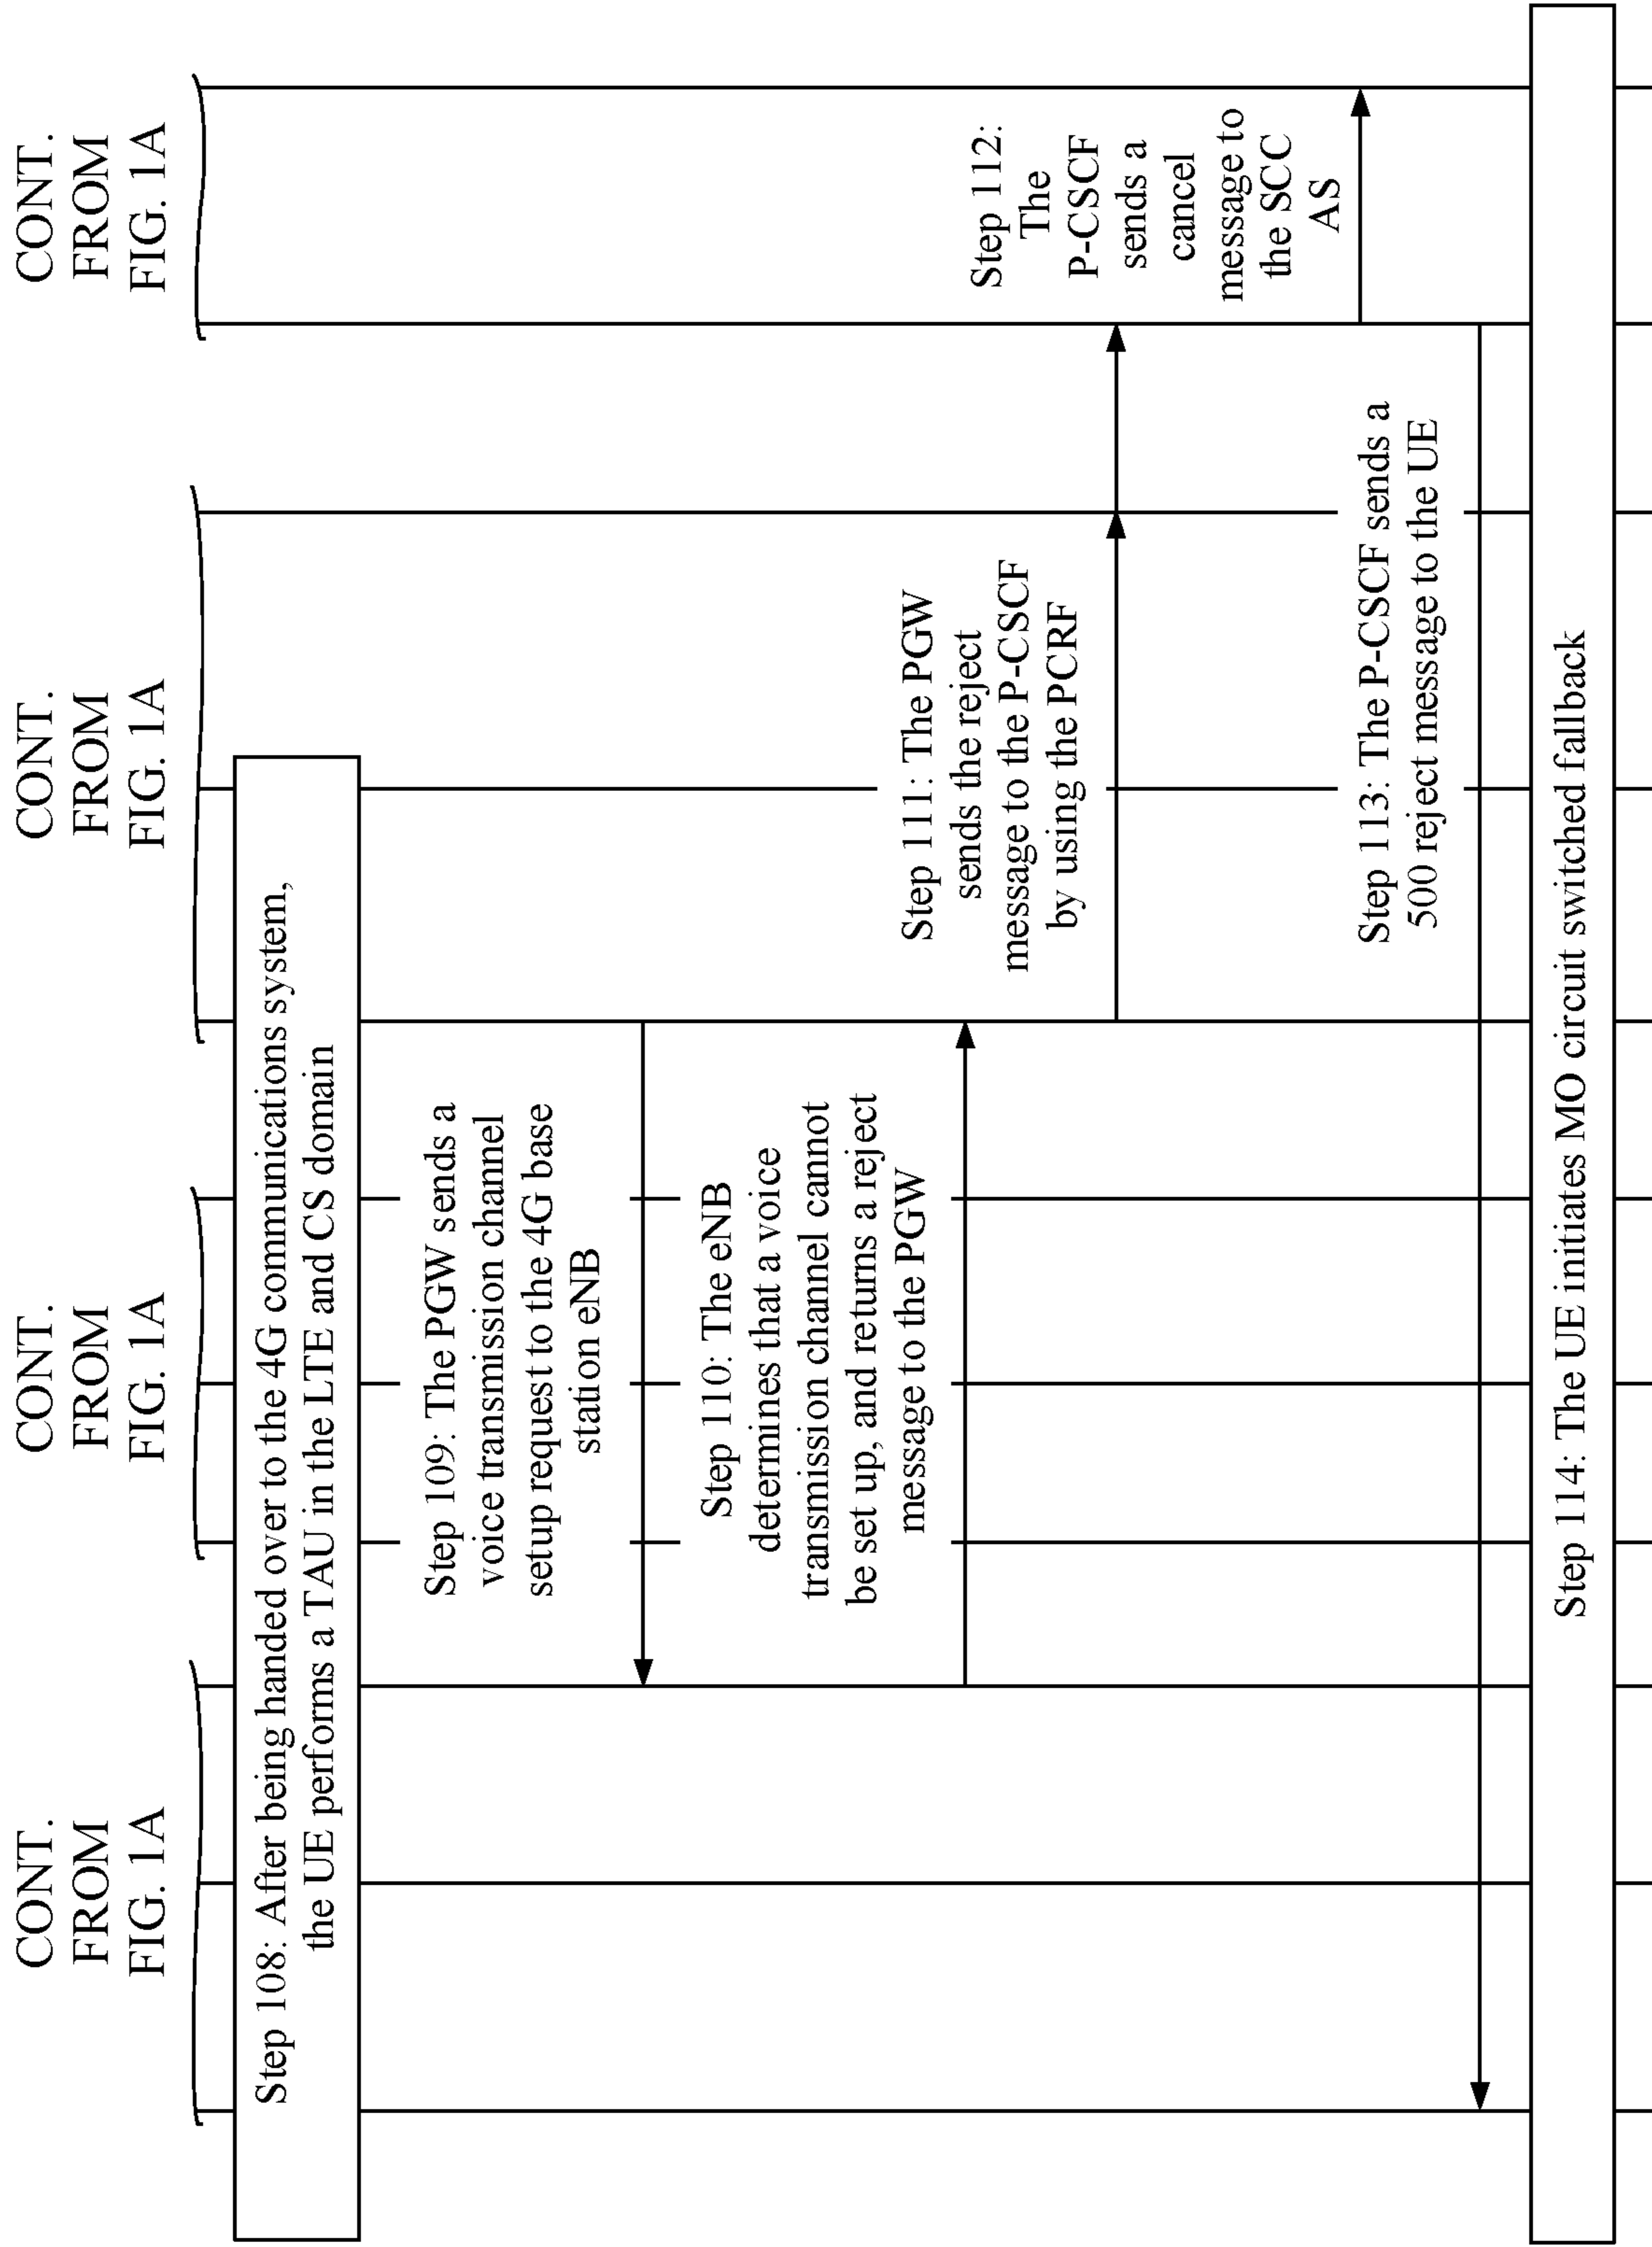 CONT.
FROM
FIG. 1A
CONT.
FROM
FIG. 1A
CONT.
FROM
FIG. 1A
CONT.
FROM
FIG. 1A
Step 108: After being handed over to the 4G communications system,
the UE performs a TAU in the LTE and CS domain
Step 109: The PGW sends a
voice transmission channel
setup request to the 4G base
station eNB
Step 110: The eNB
determines that a voice
transmission channel cannot
be set up, and returns a reject
message to the PGW
Step 111: The PGW
sends the reject
message to the P-CSCF
by using the PCRF
Step 112:
The
P-CSCF
sends a
cancel
message to
the SCC
AS
Step 113: The P-CSCF sends a
500 reject message to the UE
Step 114: The UE initiates MO circuit switched fallback